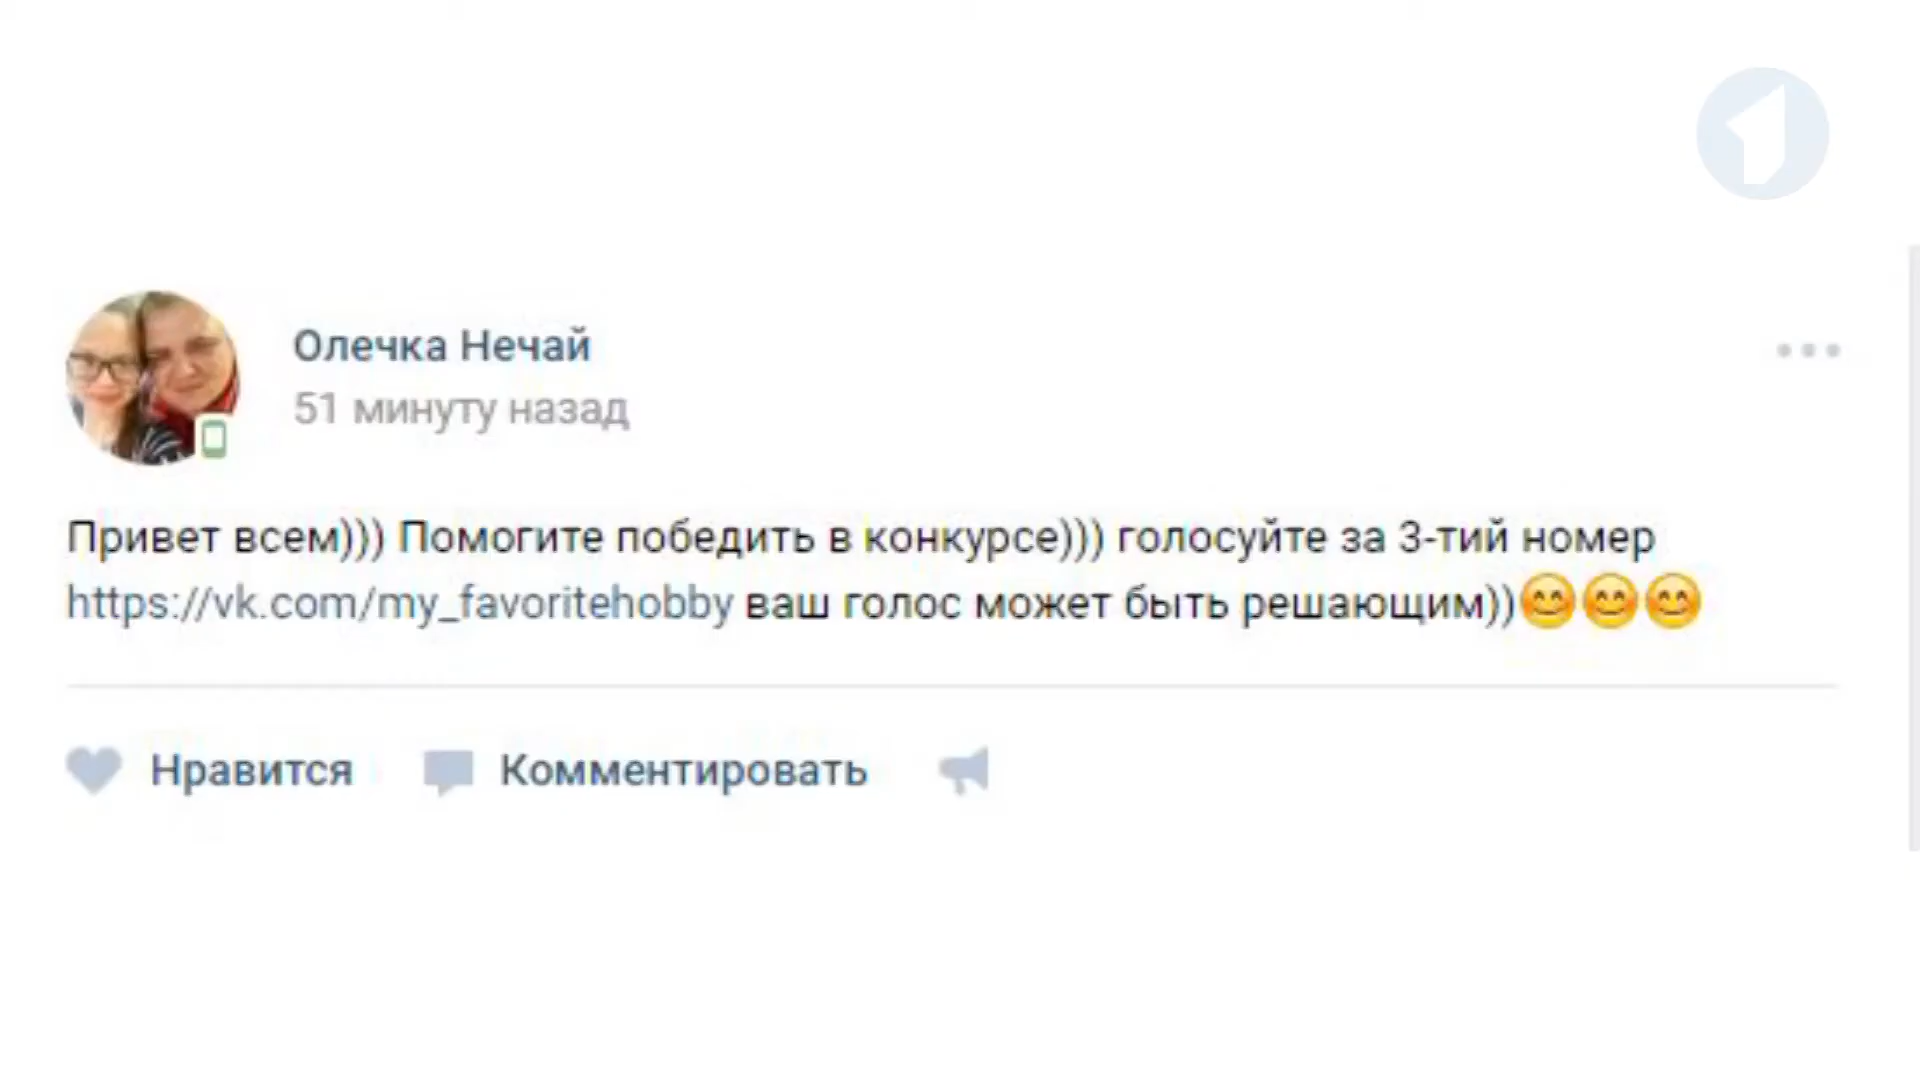 Олечка Нечай
51 минуту назад
Привет всем))) Помогите победить в конкурсе))) голосуйте за 3-тий номер
https://vk.com/my_favoritehobby ваш голос может быть решающим))😊😊😊
Нравится Комментировать